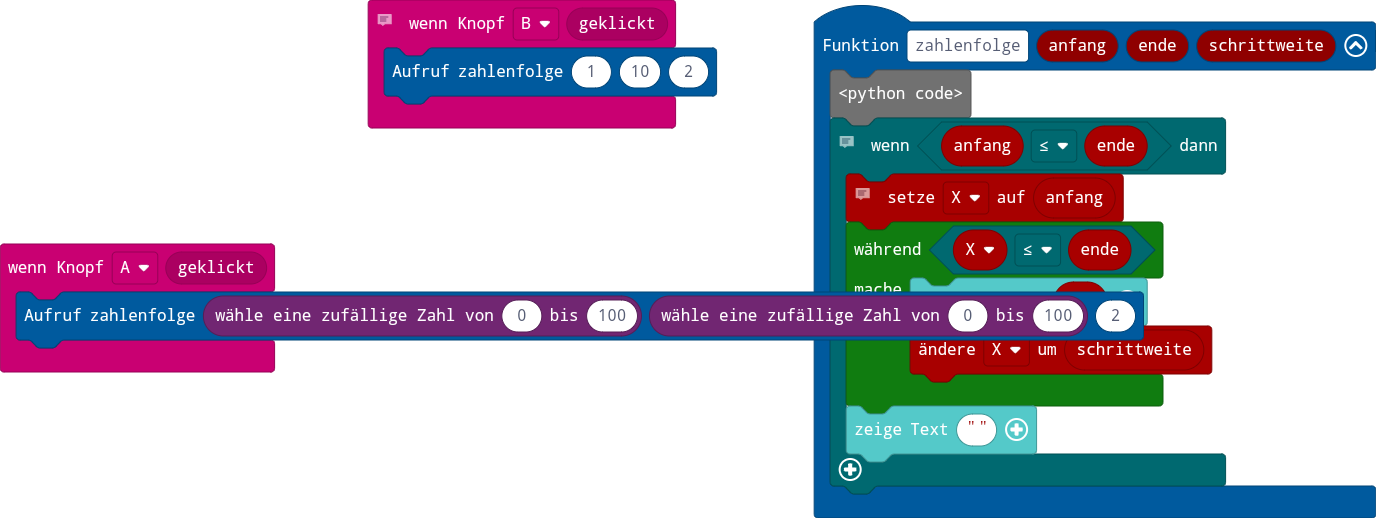 wenn Knopf B geklickt
Aufruf zahlenfolge 1 10 2
Funktion zahlenfolge anfang ende schrittweite
<python code>
wenn anfang ≤ ende dann
setze X auf anfang
während X ≤ ende
mache
wenn Knopf A geklickt
Aufruf zahlenfolge wähle eine zufällige Zahl von 0 bis 100 wähle eine zufällige Zahl von 0 bis 100 2
ändere X um schrittweite
zeige Text " "